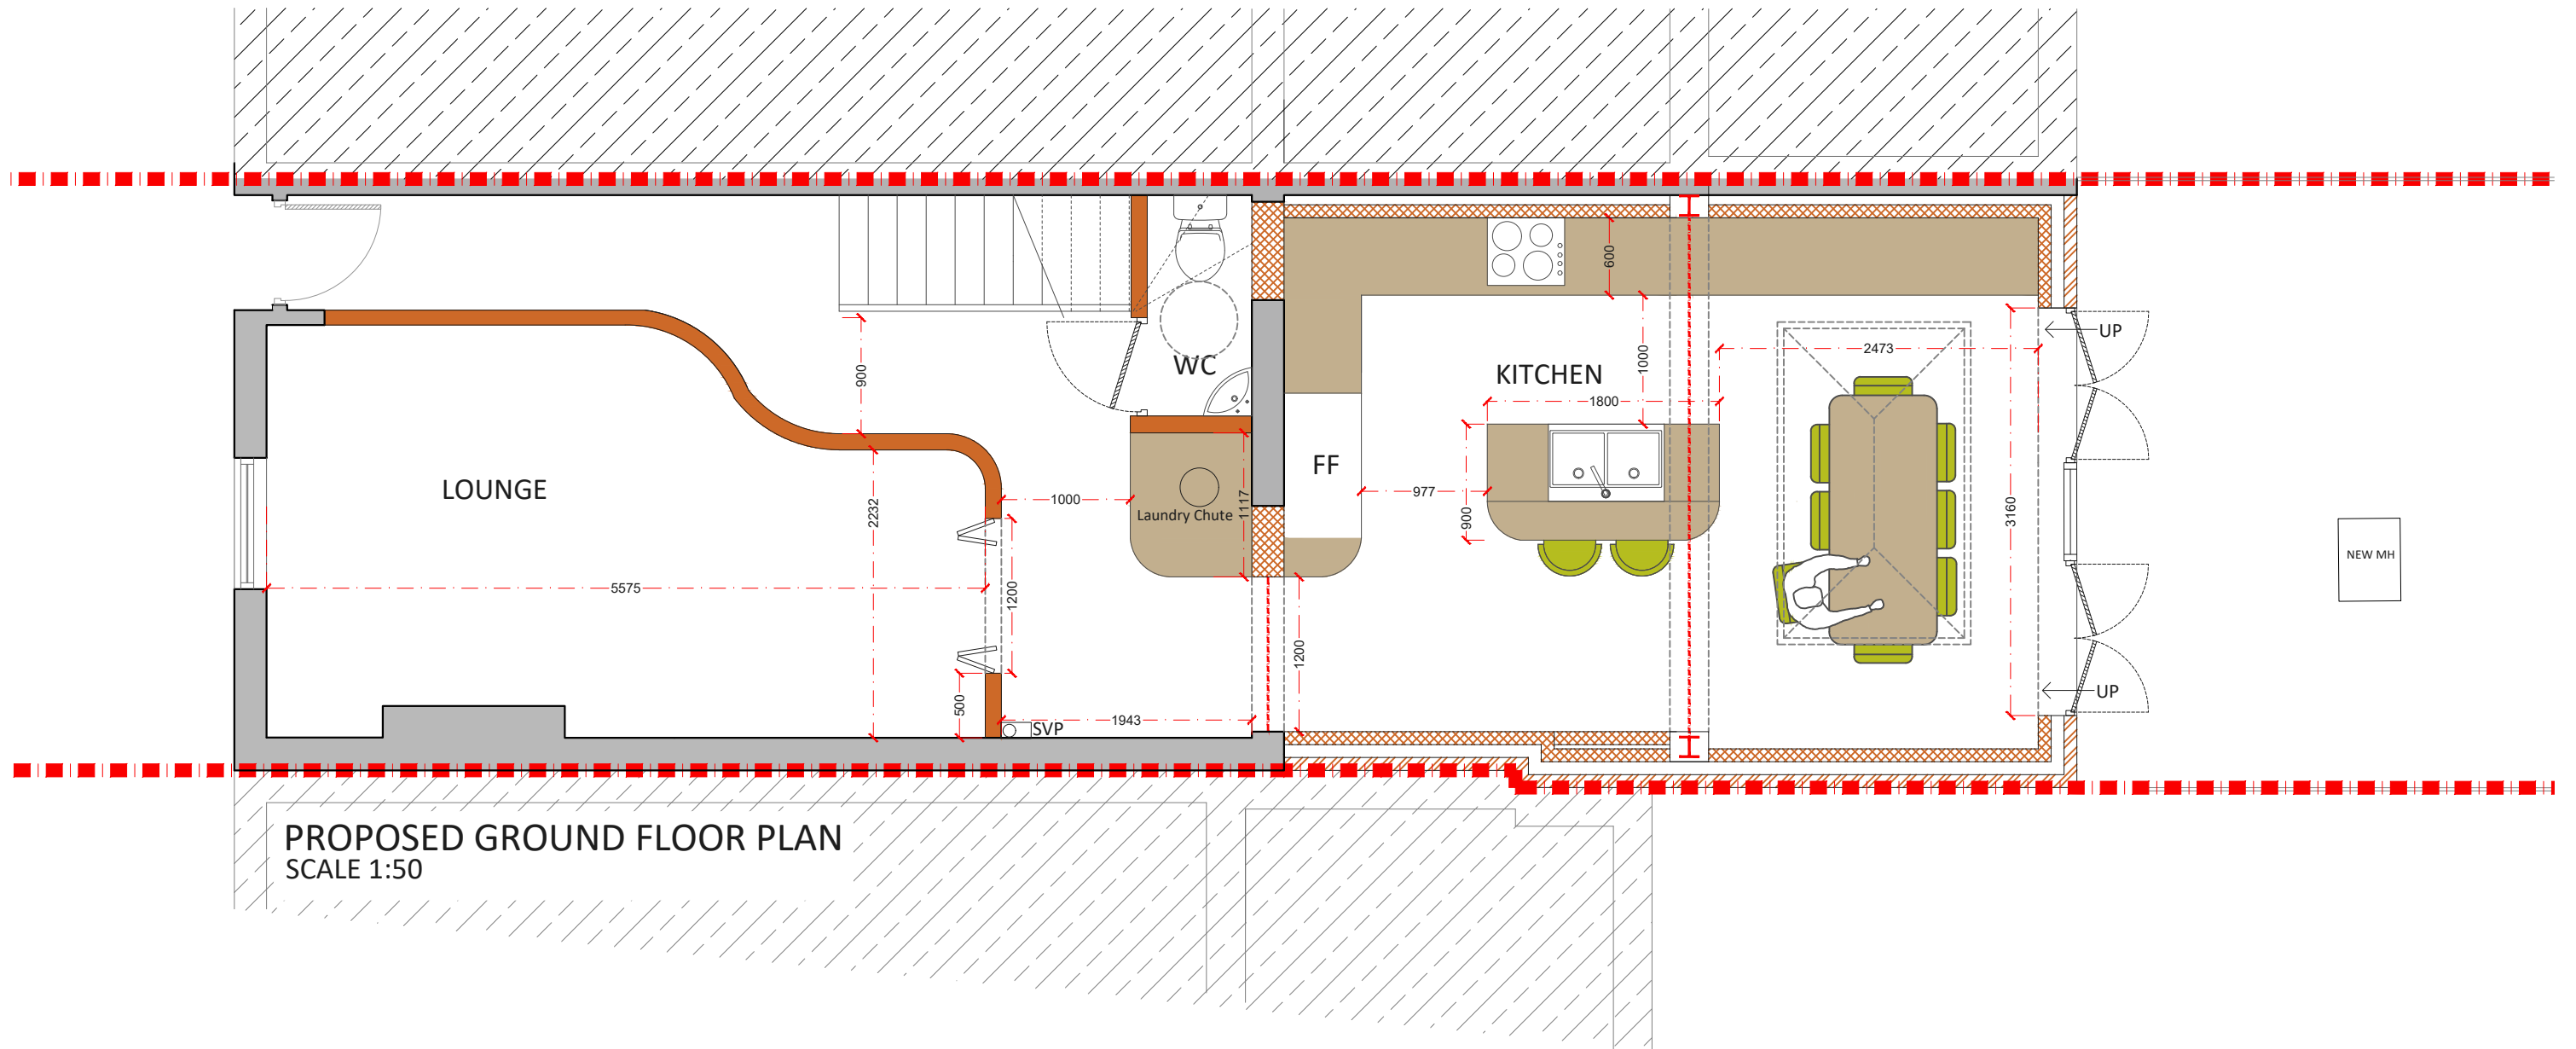 600
UP
900
1000
2473
WC
KITCHEN
1800
FF
LOUNGE
977
1000
2232
1117
Laundry Chute
900
3160
NEW MH
5575
1200
1200
500
1943
SVP
UP
PROPOSED GROUND FLOOR PLAN
SCALE 1:50